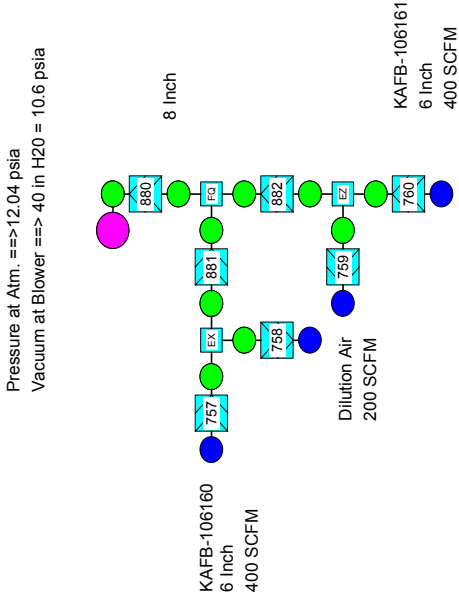 Pressure at Atm. ==>12.04 psia
Vacuum at Blower ==> 40 in H20 = 10.6 psia
8 Inch
880
FQ
882
881
EX
EZ
757
758
759
760
KAFB-106160
6 Inch
400 SCFM
Dilution Air
200 SCFM
KAFB-106161
6 Inch
400 SCFM